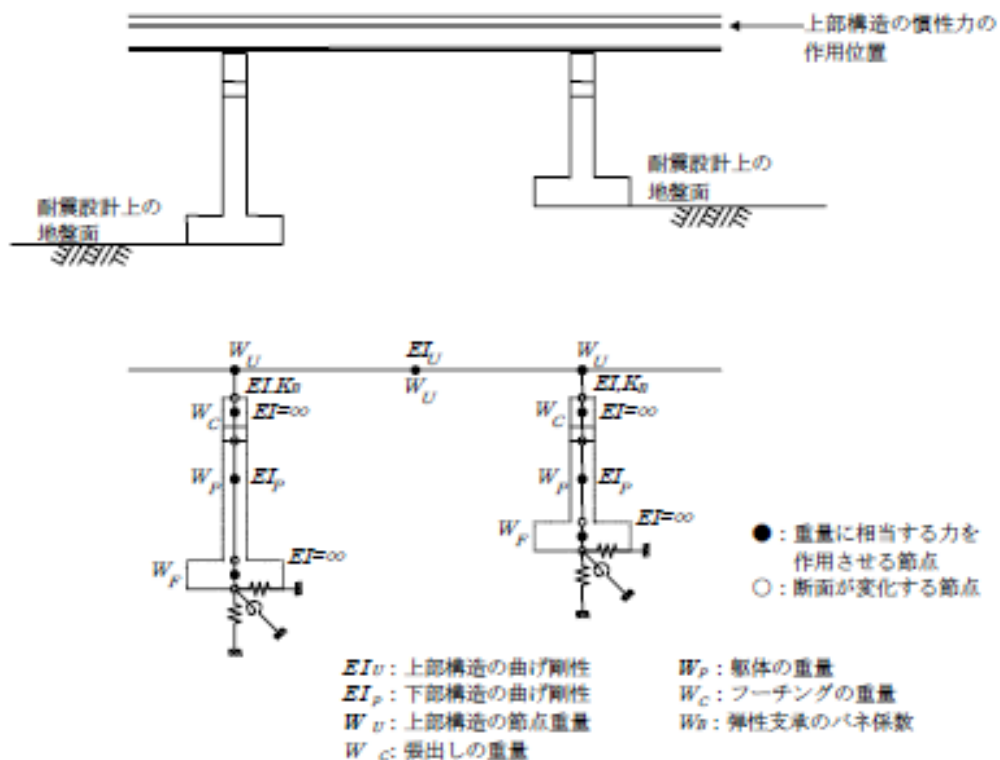 上部構造の慣性力の
作用位置
耐震設計上の
地盤面
耐震設計上の
地盤面
W_U
EI_U
W_U
W_U
EI,K_B
EI,K_B
W_C
EI=∞
W_C
EI=∞
W_P
EI_P
W_P
EI_P
W_F
EI=∞
W_F
EI=∞
●:重量に相当する力を
作用させる節点
○:断面が変化する節点
EI_U:上部構造の曲げ剛性
EI_P:下部構造の曲げ剛性
W_U:上部構造の節点重量
W_C:張出しの重量
W_P:躯体の重量
W_C:フーチングの重量
W_B:弾性支承のバネ係数